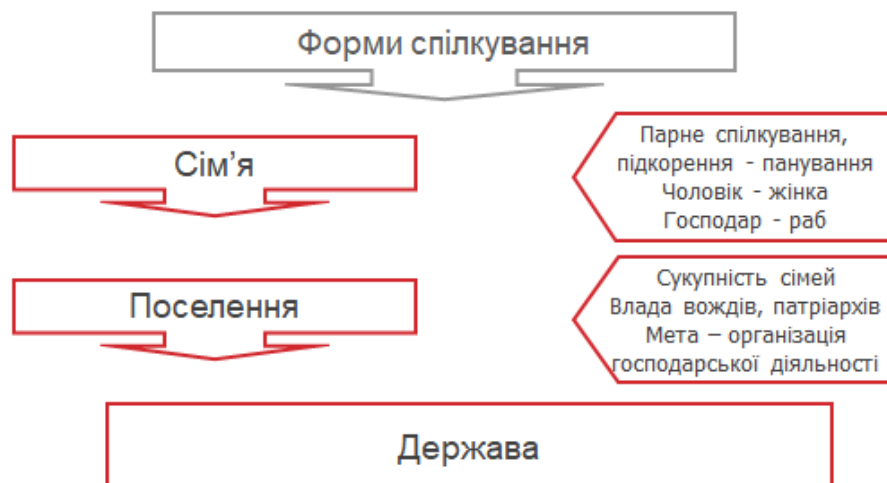 Форми спілкування
Сім’я
Парне спілкування,
підкорення - панування
Чоловік - жінка
Господар - раб
Поселення
Сукупність сімей
Влада вождів, патріархів
Мета – організація
господарської діяльності
Держава